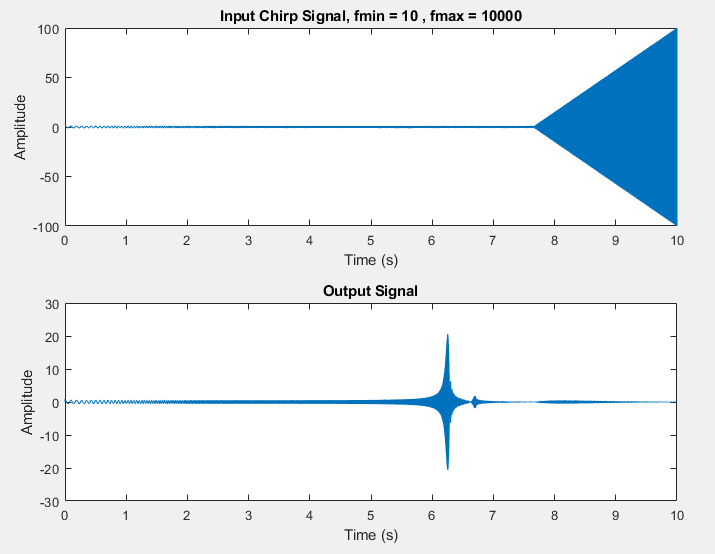 Input Chirp Signal, fmin = 10 , fmax = 10000
100
50
0
-50
-100
Amplitude
0 1 2 3 4 5 6 7 8 9 10
Time (s)
Output Signal
30
20
10
0
-10
-20
-30
Amplitude
0 1 2 3 4 5 6 7 8 9 10
Time (s)